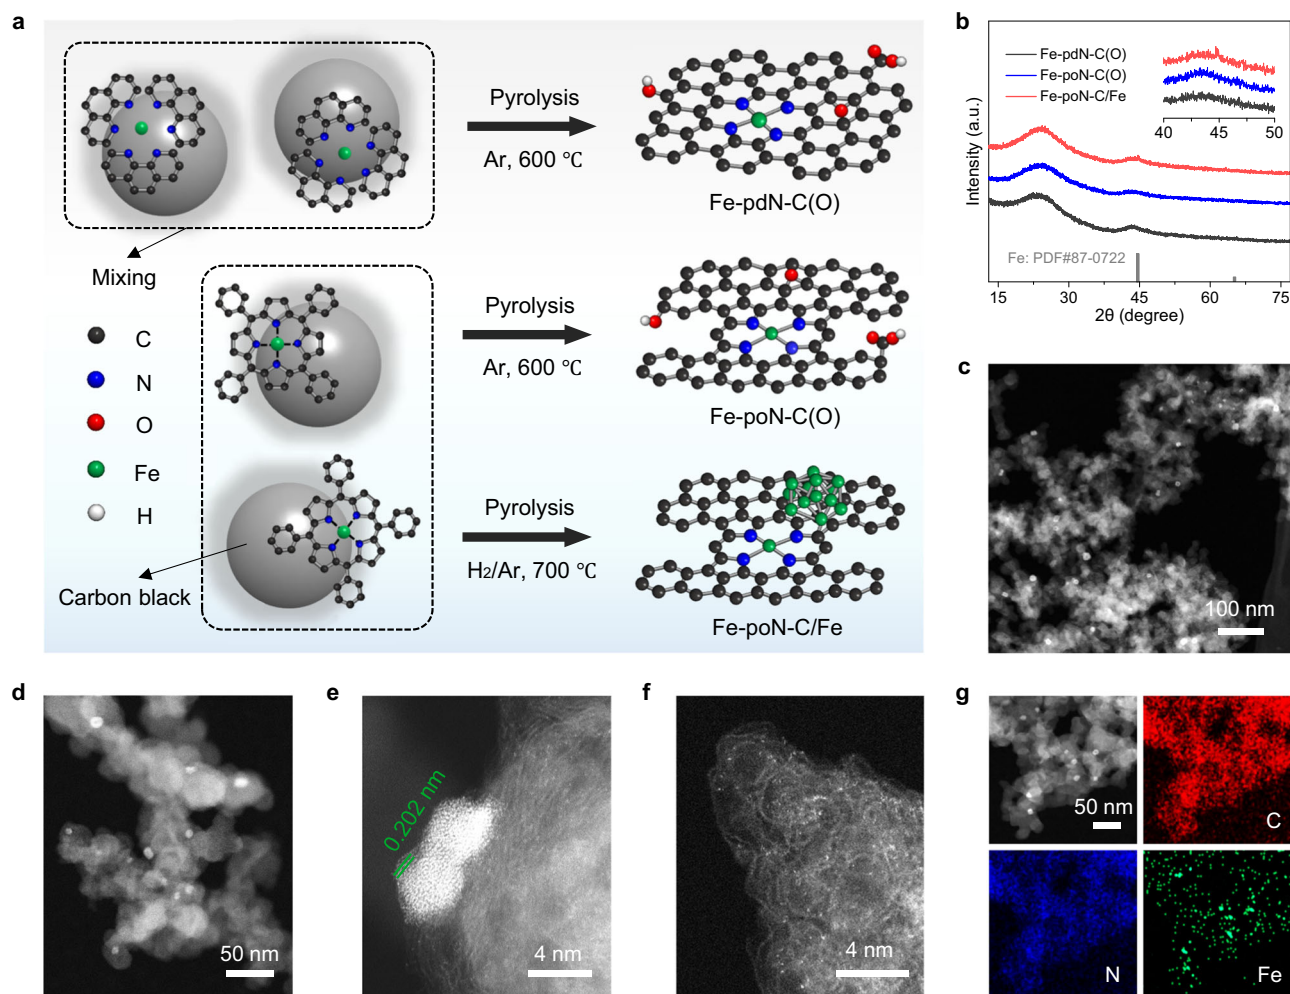 a
Pyrolysis
Ar, 600 ℃
Fe-pdN-C(O)
Mixing
Pyrolysis
Ar, 600 ℃
Fe-poN-C(O)
C
N
O
Fe
H
Pyrolysis
H2/Ar, 700 ℃
Carbon black
Fe-poN-C/Fe
b
Fe-pdN-C(O)
Fe-poN-C(O)
Fe-poN-C/Fe
40 45 50
Intensity (a.u.)
Fe: PDF#87-0722
15 30 45 60 75
2θ (degree)
c
100 nm
d
50 nm
e
0.202 nm
4 nm
f
4 nm
g
50 nm
C
N
Fe